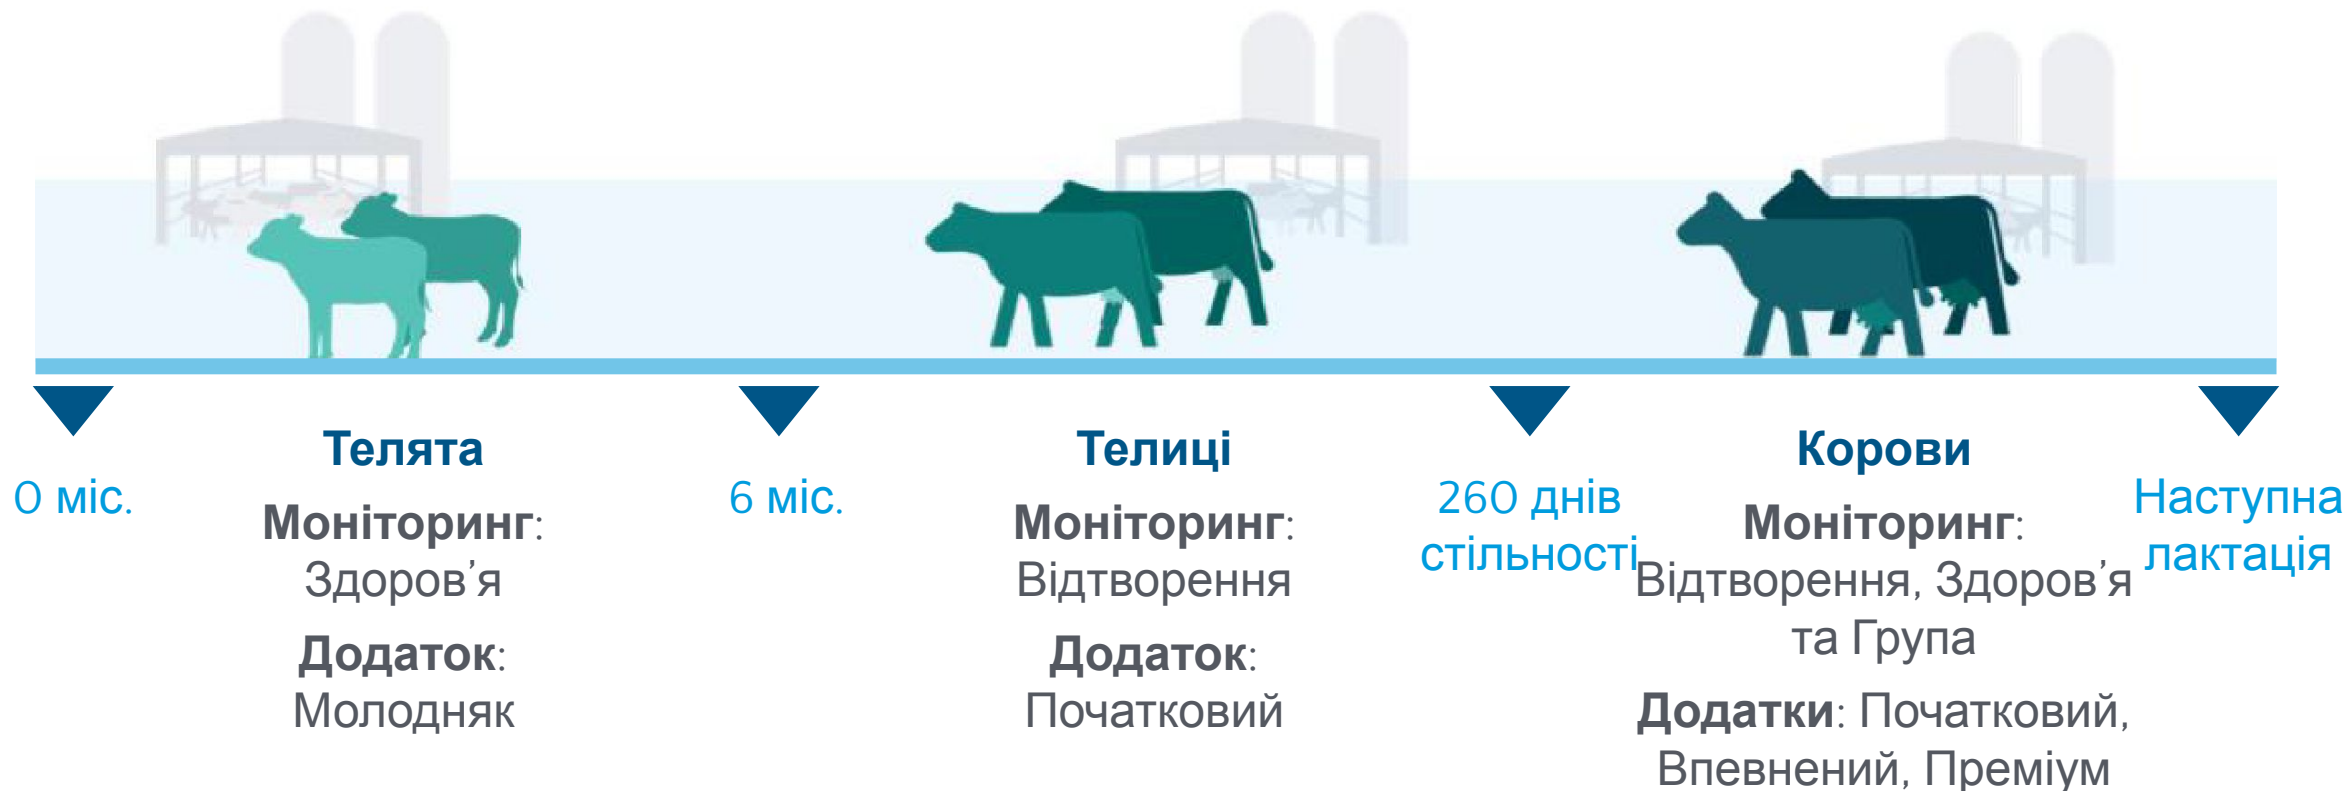 0 міс.
Телята
Моніторинг:
Здоров’я
Додаток:
Молодняк
6 міс.
Телиці
Моніторинг:
Відтворення
Додаток:
Початковий
260 днів
стільності
Корови
Моніторинг:
Відтворення, Здоров’я
та Група
Додатки: Початковий,
Впевнений, Преміум
Наступна
лактація